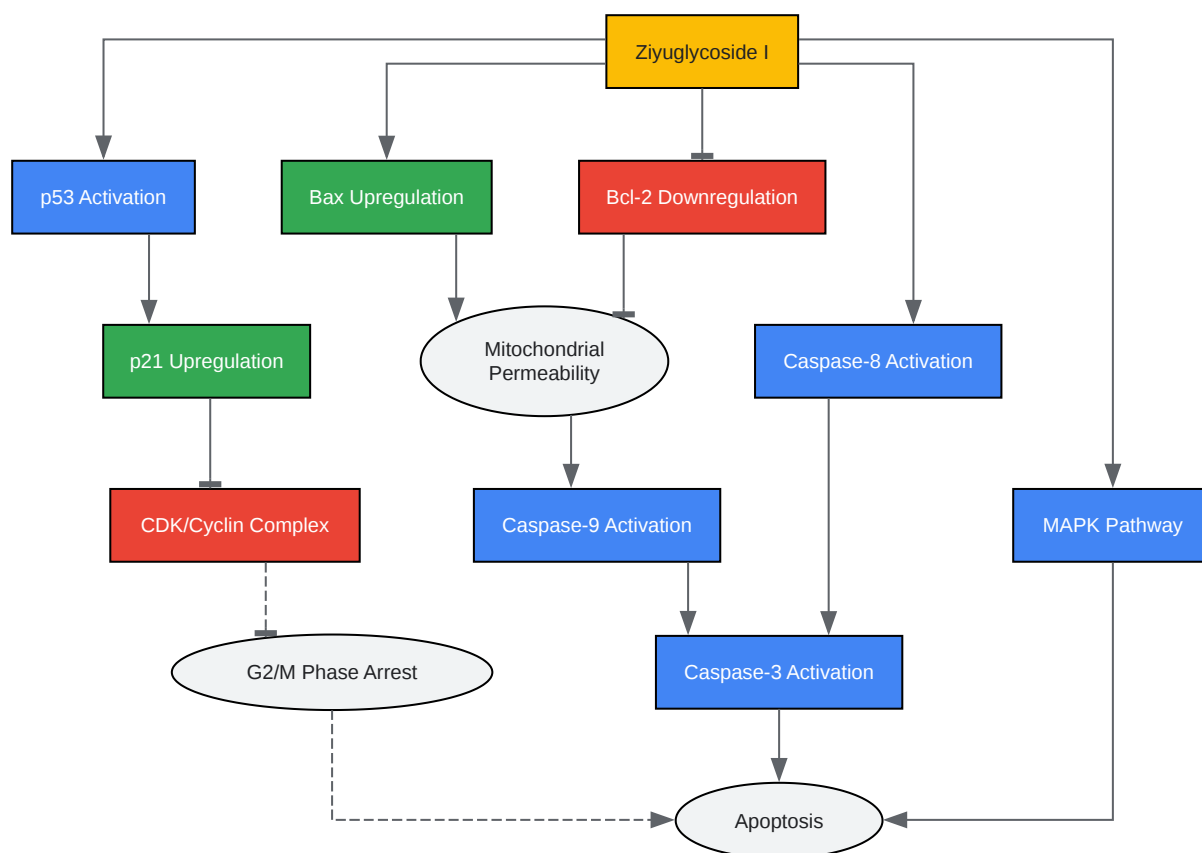 Ziyuglycoside I
p53 Activation
Bax Upregulation
Bcl-2 Downregulation
p21 Upregulation
Mitochondrial
Permeability
Caspase-8 Activation
CDK/Cyclin Complex
Caspase-9 Activation
MAPK Pathway
G2/M Phase Arrest
Caspase-3 Activation
Apoptosis